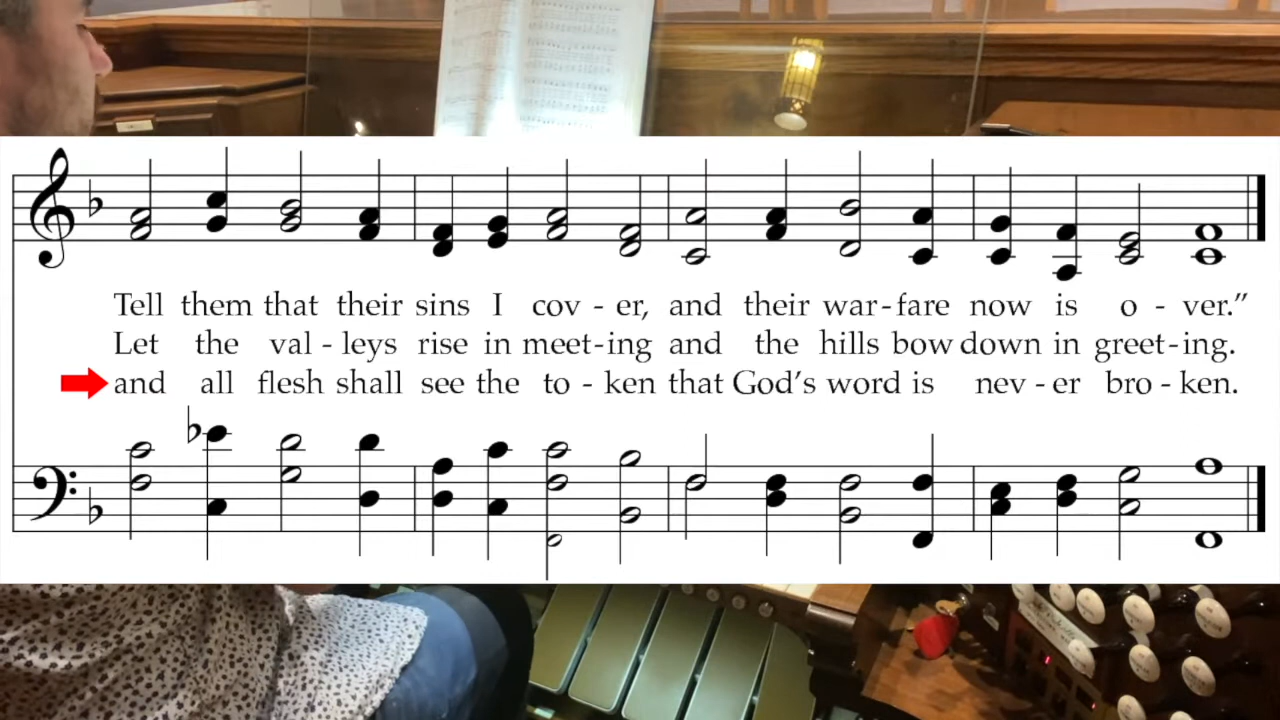 Tell them that their sins I cov - er, and their war - fare now is o - ver.”
Let the val - leys rise in meet - ing and the hills bow down in greet - ing.
and all flesh shall see the to - ken that God’s word is nev - er bro - ken.